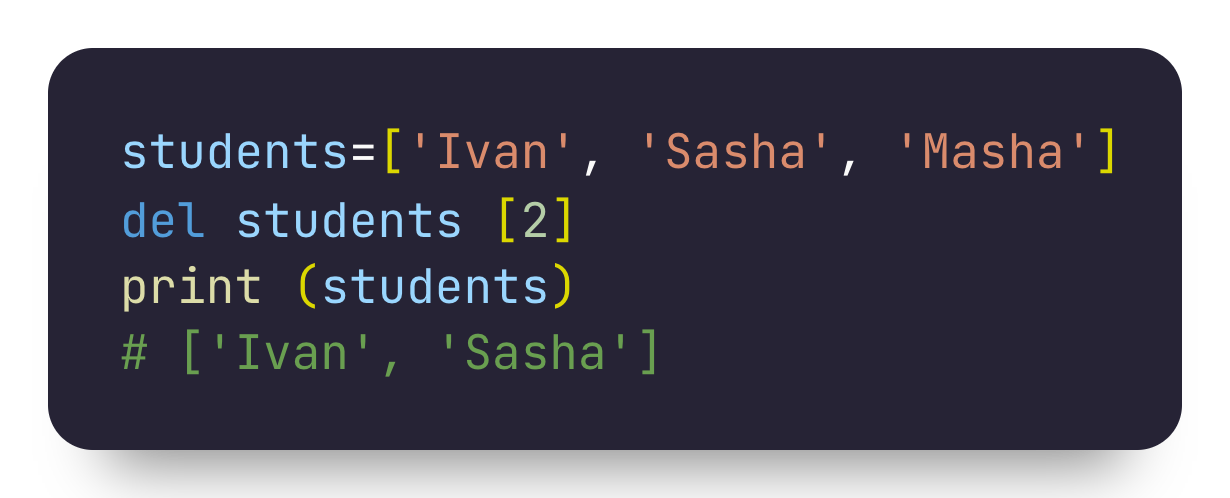 students=['Ivan', 'Sasha', 'Masha']
del students [2]
print (students)
# ['Ivan', 'Sasha']